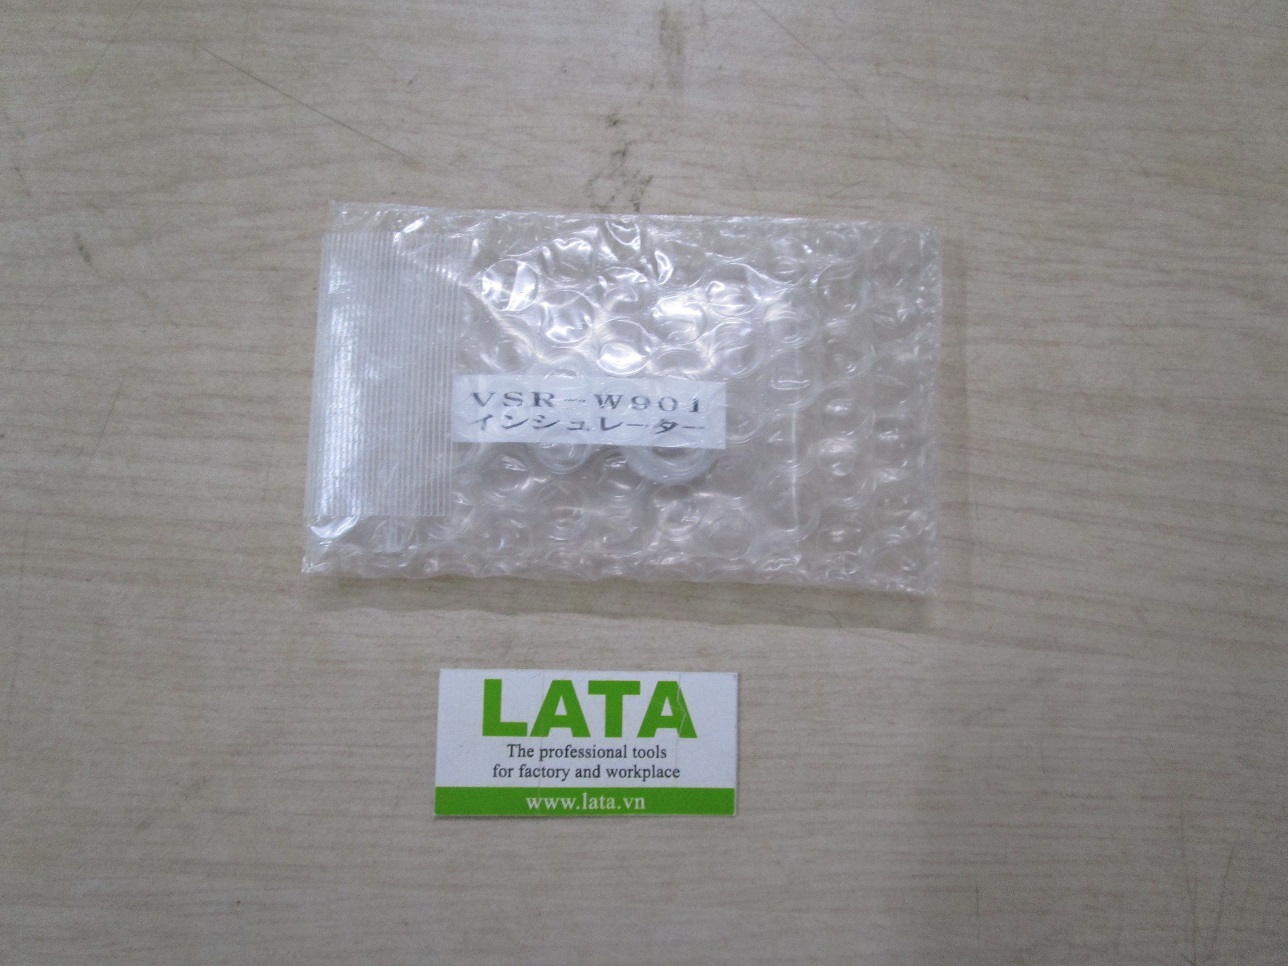 VSR-W901
インシュレーター
LATA
The professional tools
for factory and workplace
www.lata.vn